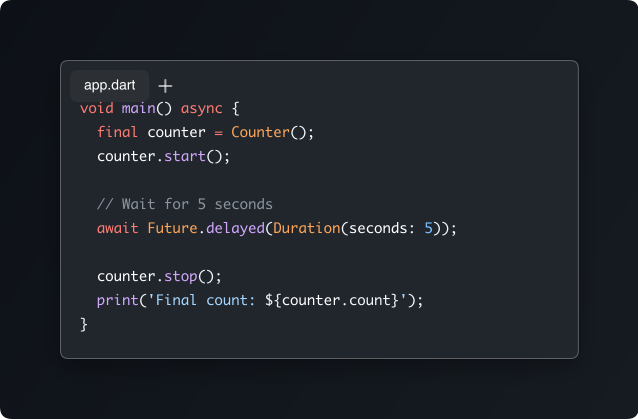 app.dart +
void main() async {
  final counter = Counter();
  counter.start();

  // Wait for 5 seconds
  await Future.delayed(Duration(seconds: 5));

  counter.stop();
  print('Final count: ${counter.count}');
}